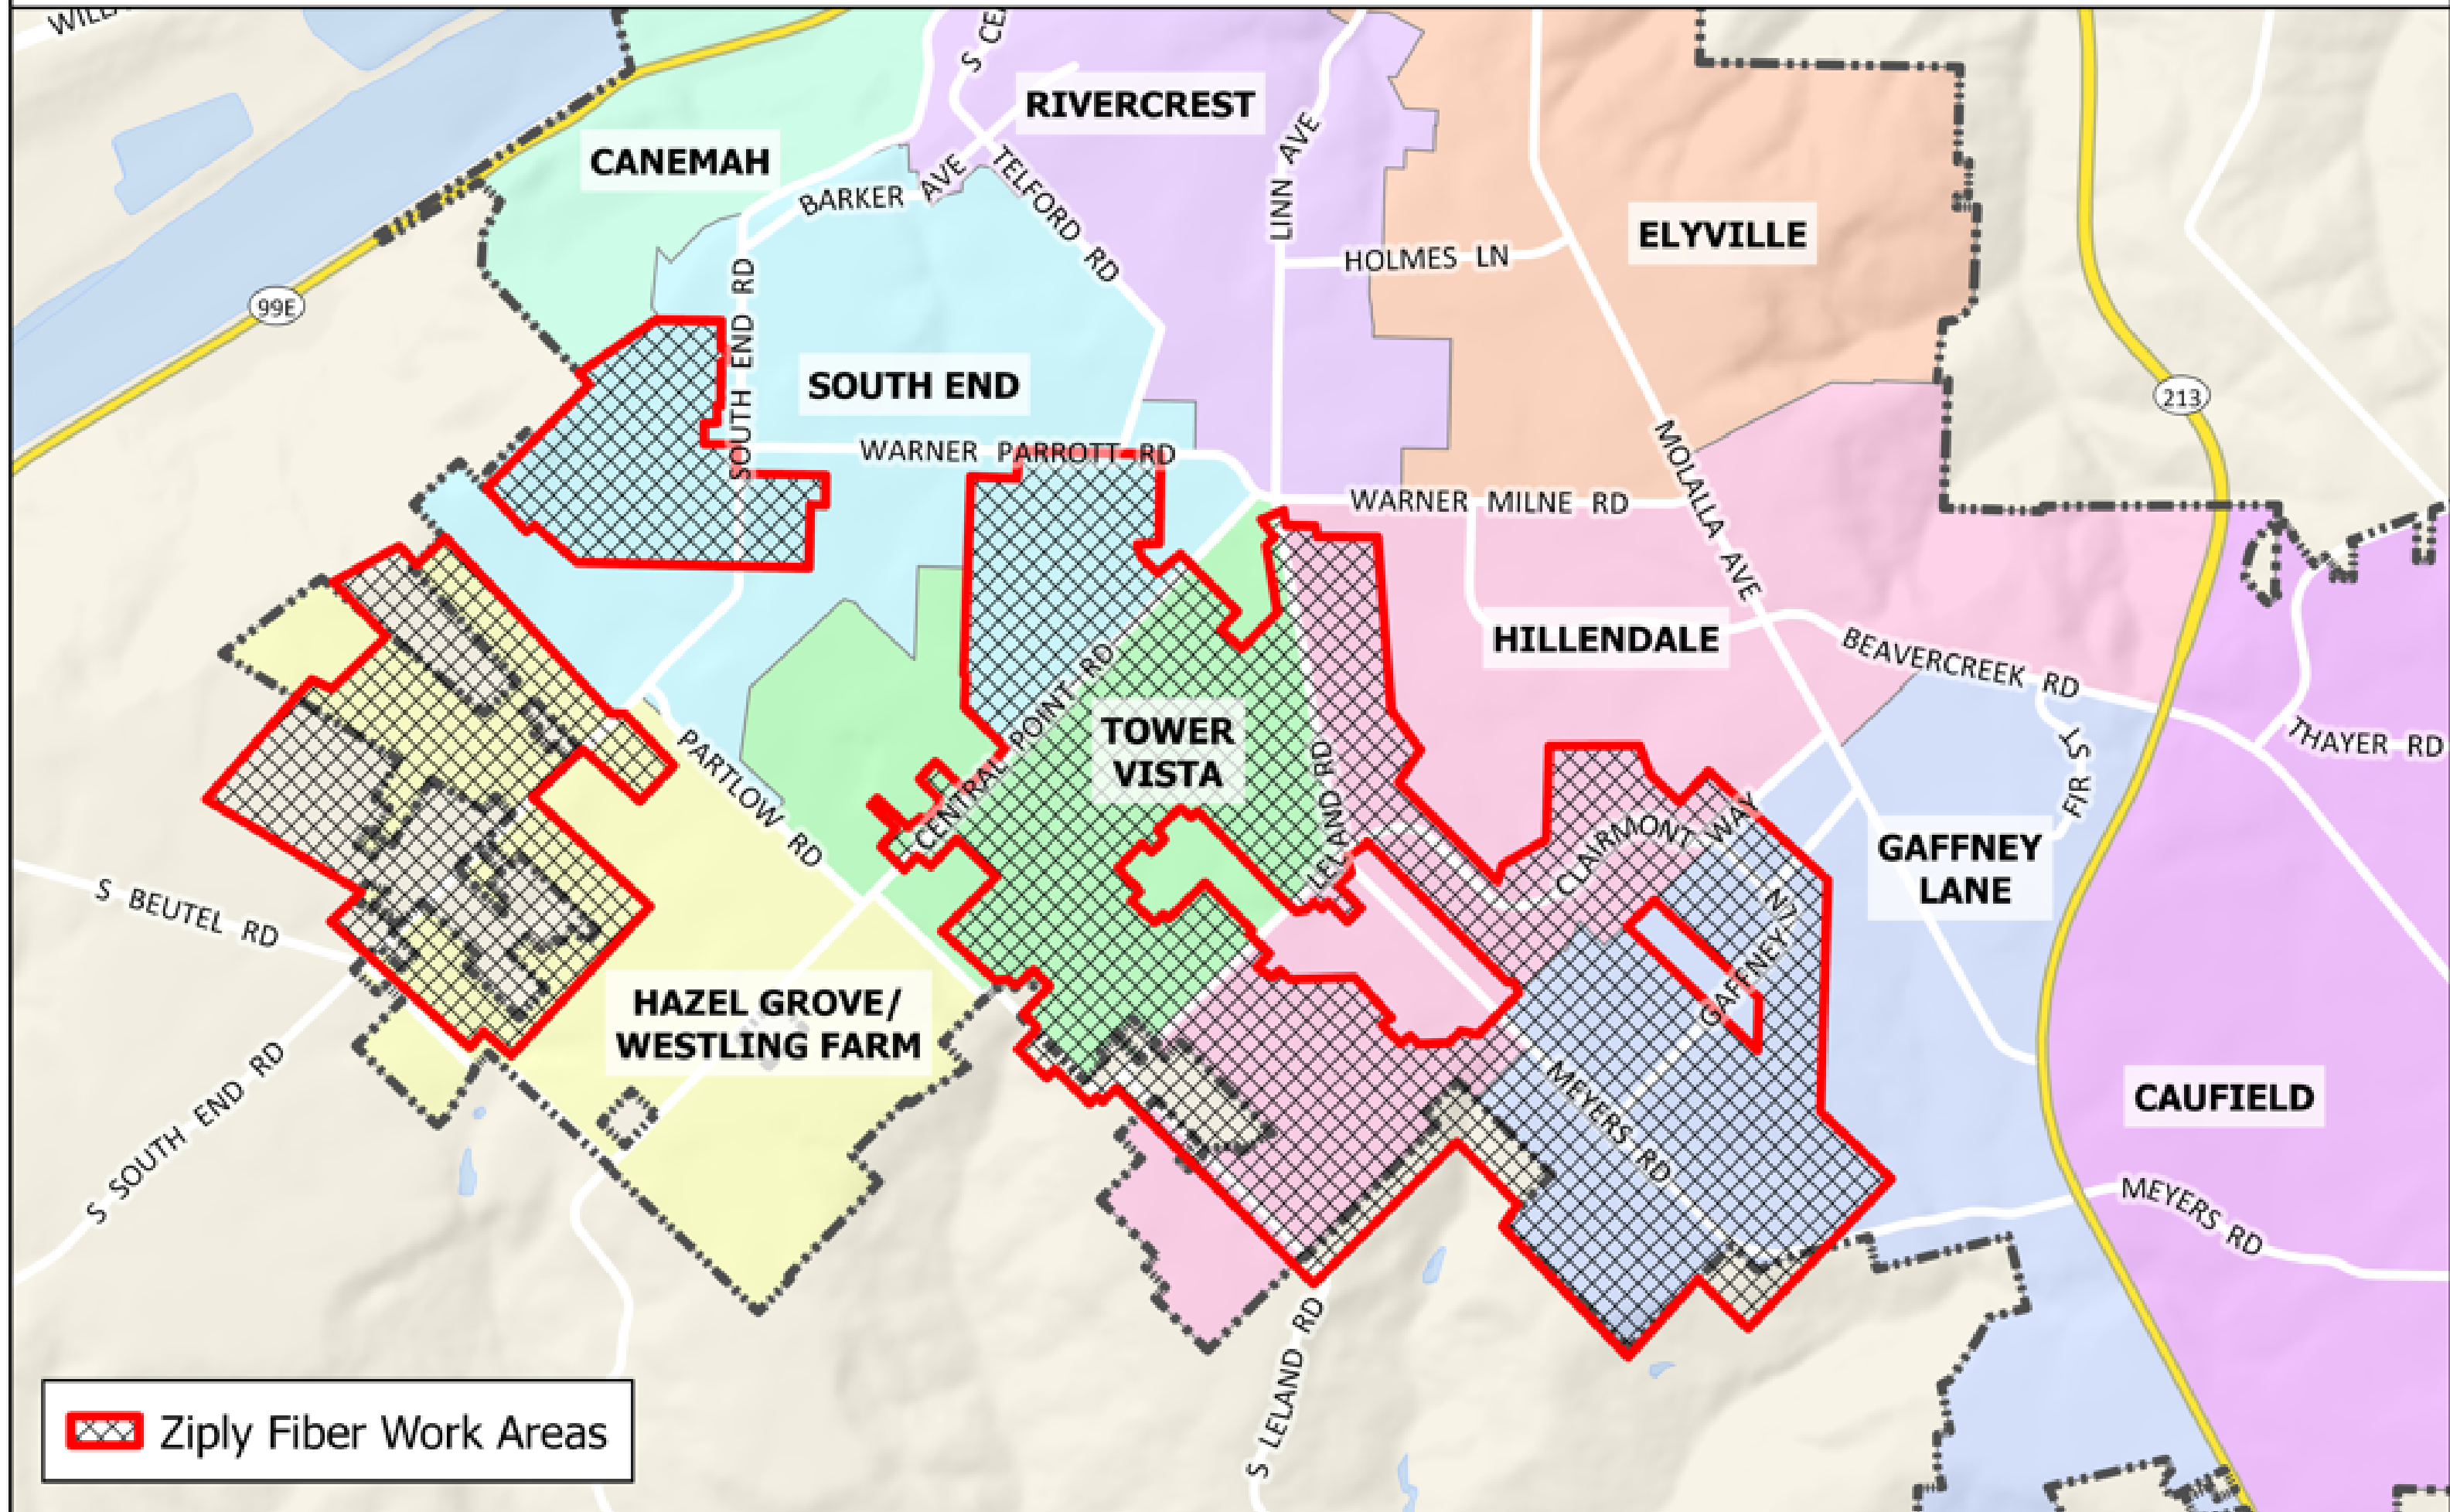 S CE
RIVERCREST
CANEMAH
LINN AVE
BARKER AVE
TELFORD RD
ELYVILLE
HOLMES LN
99E
SOUTH END RD
SOUTH END
213
WARNER PARROTT RD
WARNER MILNE RD
MOLALLA AVE
HILLENDALE
BEAVERCREEK RD
CENTRAL POINT RD
TOWER
VISTA
PARTLOW RD
LELAND RD
THAYER RD
FIR ST
CLAIRMONT WAY
GAFFNEY
LANE
S BEUTEL RD
GAFFNEY LN
HAZEL GROVE/
WESTLING FARM
S SOUTH END RD
MEYERS RD
CAUFIELD
MEYERS RD
S LELAND RD
Ziply Fiber Work Areas